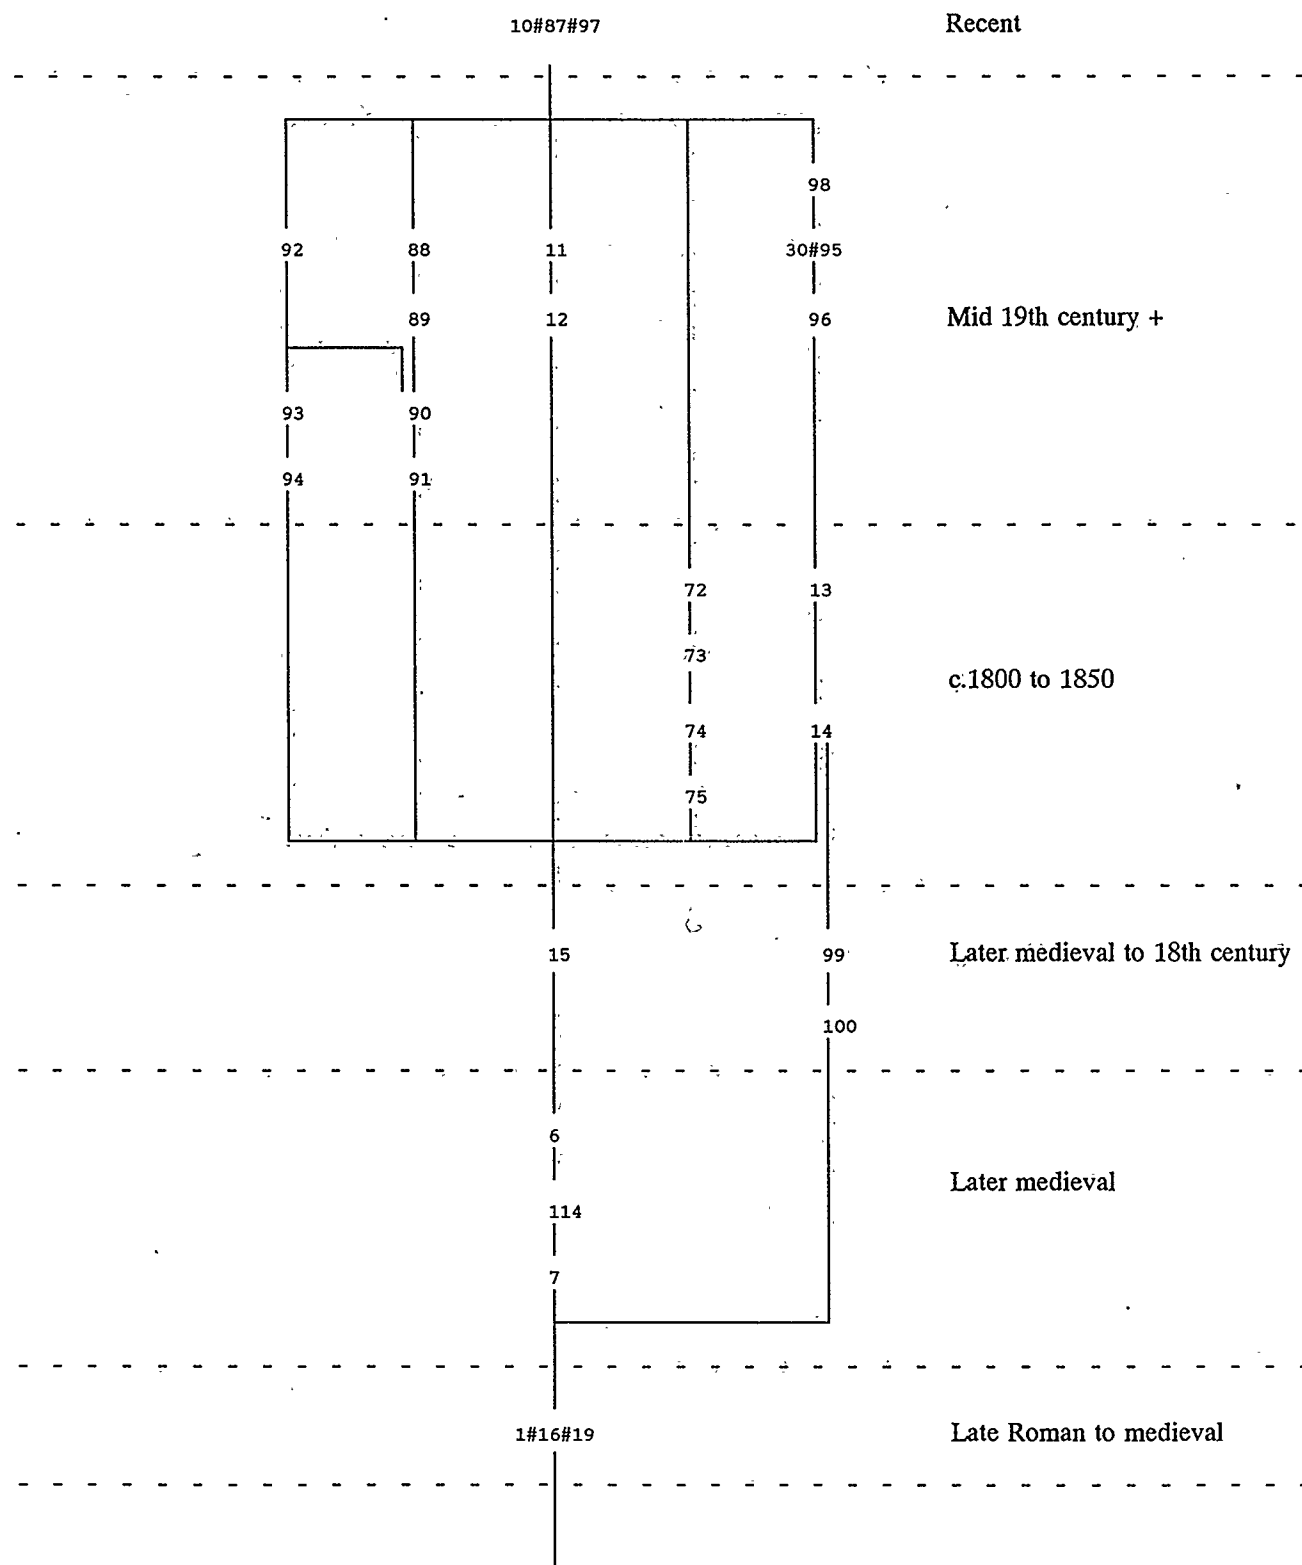 10#87#97 Recent
98
92 88 11 30#95
89 12 96 Mid 19th century +
93 90
94 91
72 13
73
c.1800 to 1850
74 14
75
15 99 Later medieval to 18th century
100
6
Later medieval
114
7
1#16#19 Late Roman to medieval